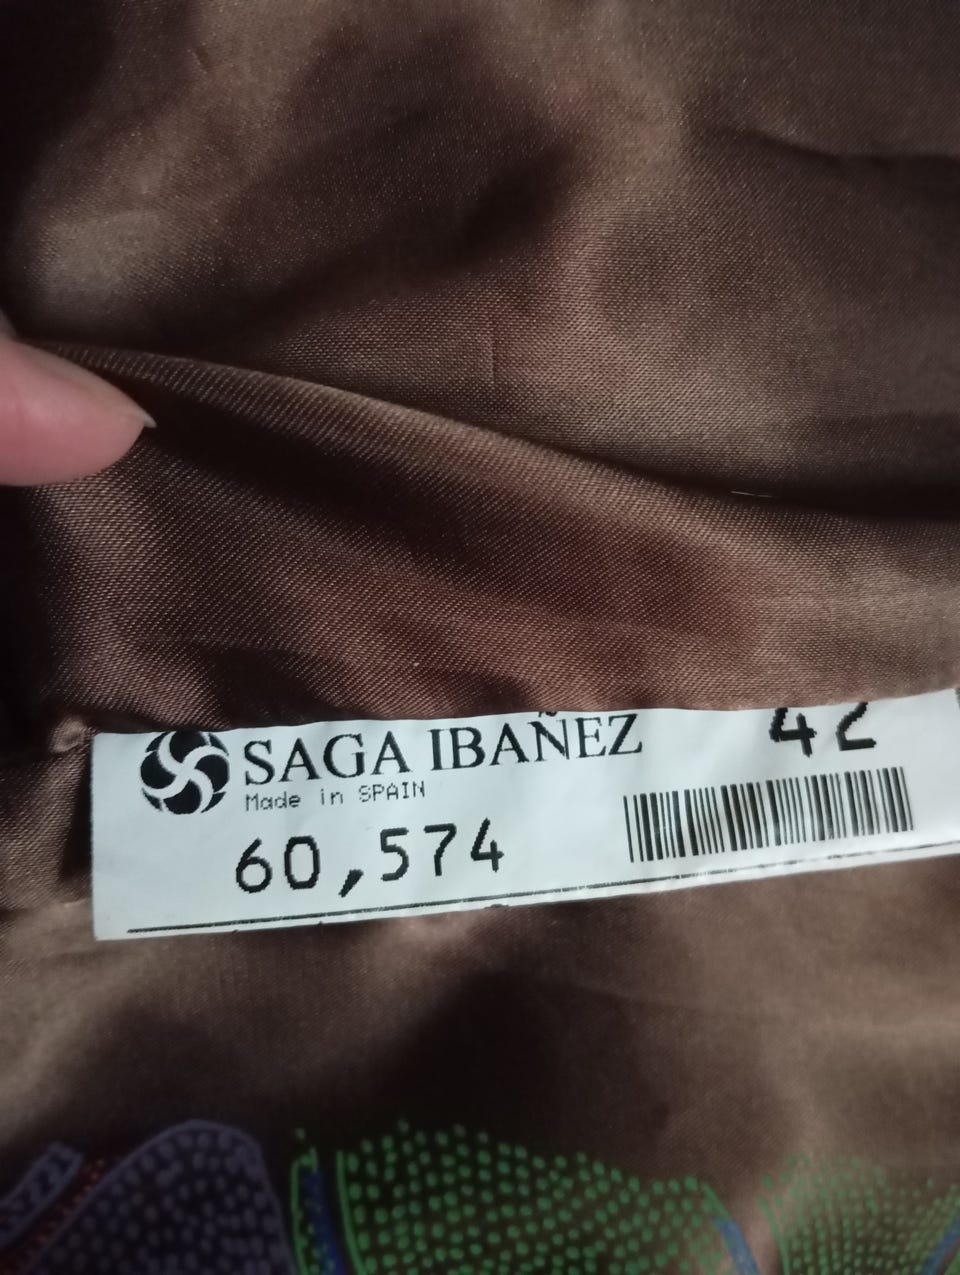 SAGA IBAÑEZ 42
Made in SPAIN
60,574